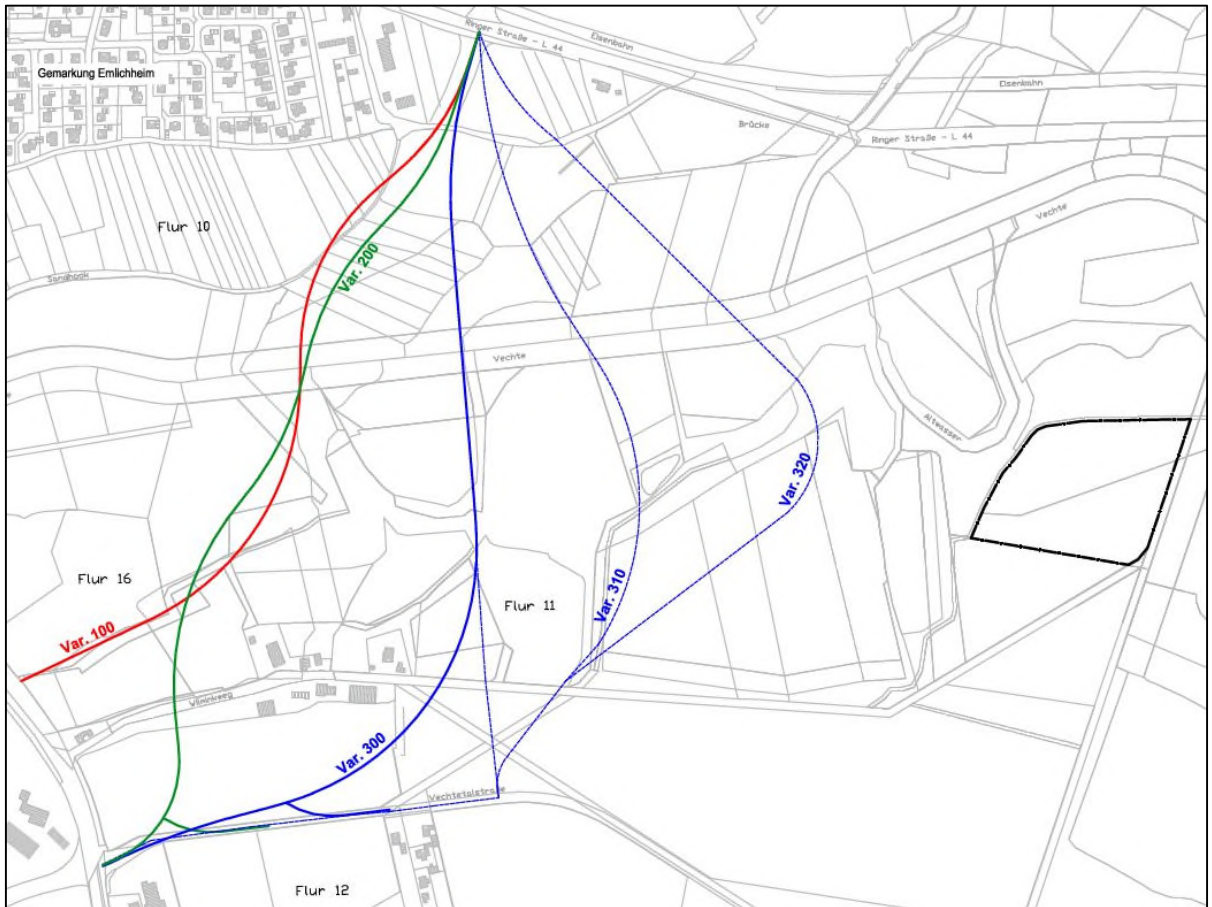 Ringer Straße - L 44
Eisenbahn
Gemarkung Emlichheim
Eisenbahn
Brücke
Ringer Straße - L 44
Flur 10
Vechte
Var. 200
Sandhook
Vechte
Altwasser
Var. 320
Flur 16
Var. 310
Flur 11
Var. 100
Var. 300
Vechtetalstraße
Flur 12